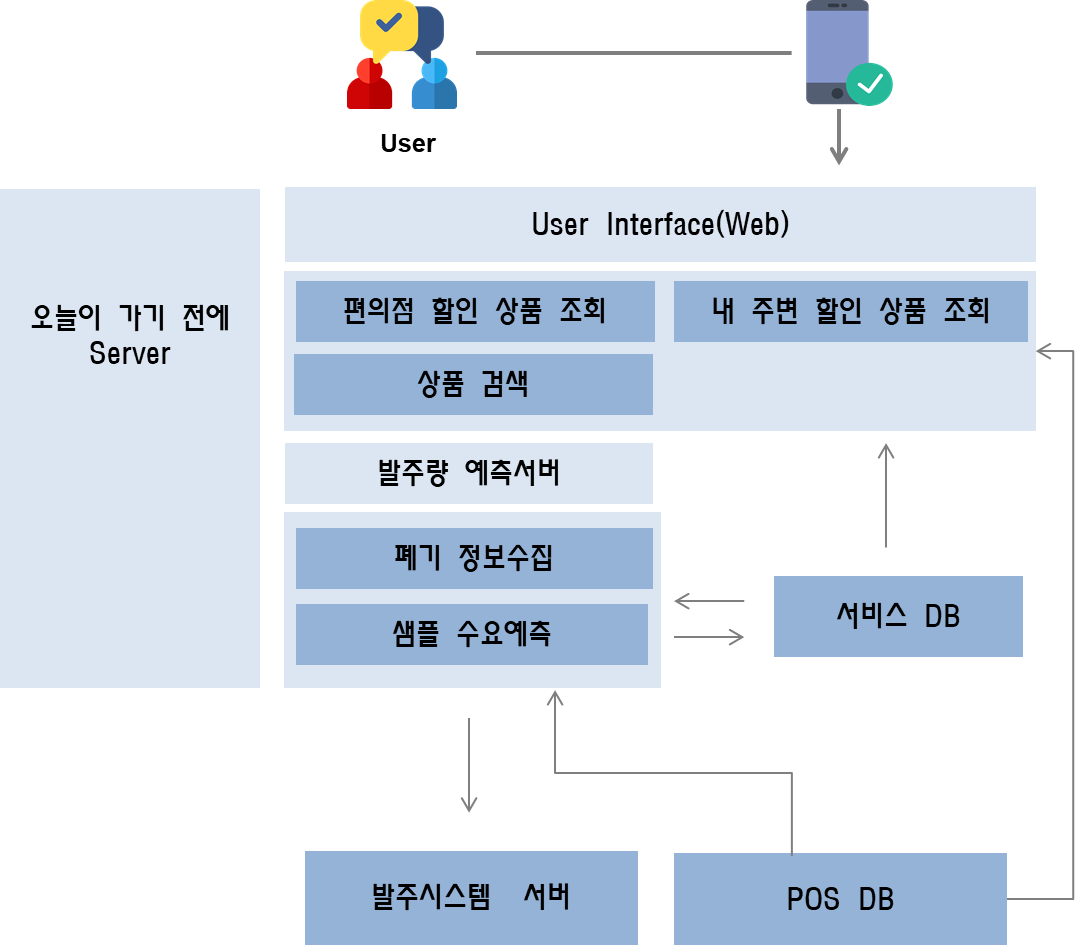 User
User Interface(Web)
오늘이 가기 전에
Server
편의점 할인 상품 조회
내 주변 할인 상품 조회
상품 검색
발주량 예측서버
폐기 정보수집
샘플 수요예측
서비스 DB
발주시스템 서버
POS DB